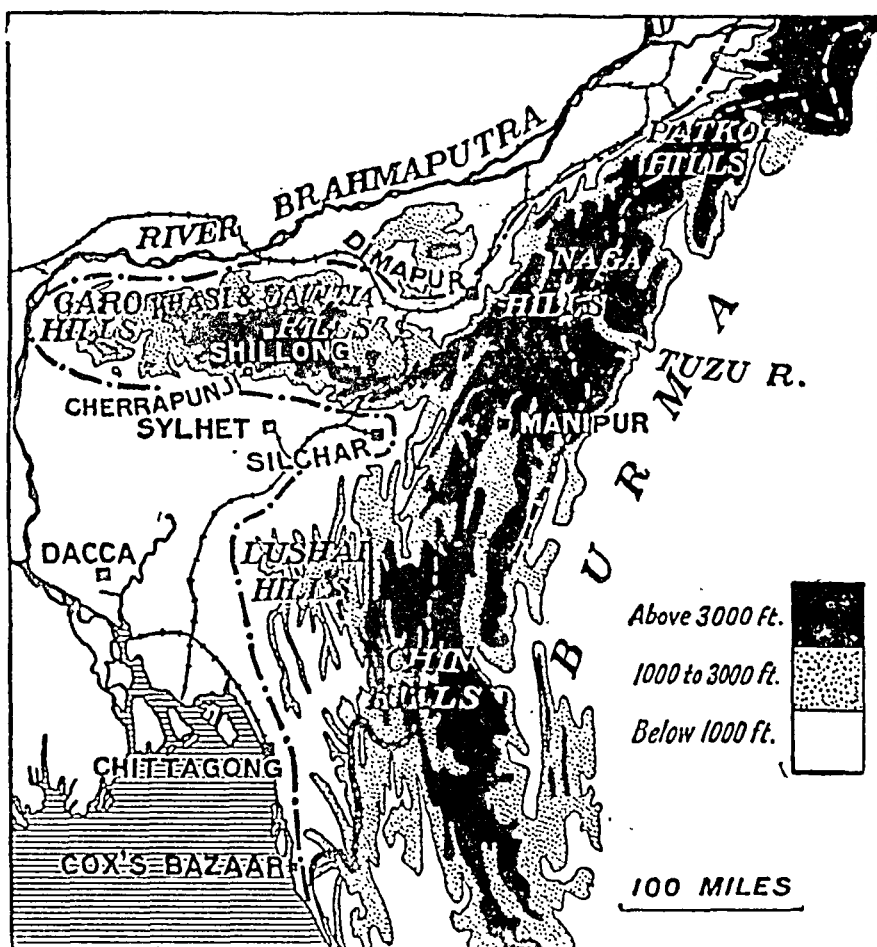 PATKOI
HILLS
BRAHMAPUTRA
RIVER
DIMAPUR
NAGA
HILLS
GARO
HILLS
KHASI & JAINTIA
HILLS
SHILLONG
TUZU R.
CHERRAPUNJI
SYLHET
MANIPUR
SILCHAR
BURMA
DACCA
LUSHAI
HILLS
Above 3000 ft.
1000 to 3000 ft.
Below 1000 ft.
CHIN
HILLS
CHITTAGONG
COX'S BAZAAR
100 MILES